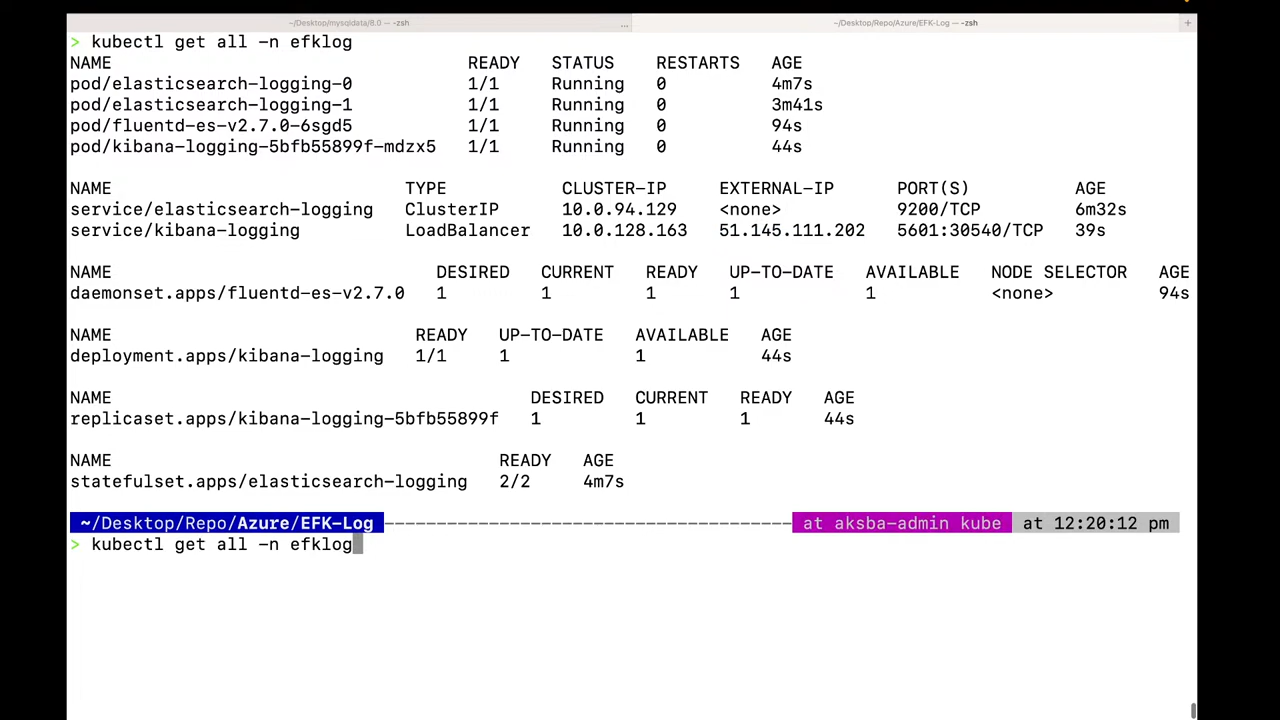 ~/Desktop/mysqldata/8.0 — -zsh ... ~/Desktop/Repo/Azure/EFK-Log — -zsh +
> kubectl get all -n efklog
NAME READY STATUS RESTARTS AGE
pod/elasticsearch-logging-0 1/1 Running 0 4m7s
pod/elasticsearch-logging-1 1/1 Running 0 3m41s
pod/fluentd-es-v2.7.0-6sgd5 1/1 Running 0 94s
pod/kibana-logging-5bfb55899f-mdzx5 1/1 Running 0 44s
NAME TYPE CLUSTER-IP EXTERNAL-IP PORT(S) AGE
service/elasticsearch-logging ClusterIP 10.0.94.129 <none> 9200/TCP 6m32s
service/kibana-logging LoadBalancer 10.0.128.163 51.145.111.202 5601:30540/TCP 39s
NAME DESIRED CURRENT READY UP-TO-DATE AVAILABLE NODE SELECTOR AGE
daemonset.apps/fluentd-es-v2.7.0 1 1 1 1 1 <none> 94s
NAME READY UP-TO-DATE AVAILABLE AGE
deployment.apps/kibana-logging 1/1 1 1 44s
NAME DESIRED CURRENT READY AGE
replicaset.apps/kibana-logging-5bfb55899f 1 1 1 44s
NAME READY AGE
statefulset.apps/elasticsearch-logging 2/2 4m7s
~/Desktop/Repo/Azure/EFK-Log --------------------------------------- at aksba-admin kube at 12:20:12 pm
> kubectl get all -n efklog